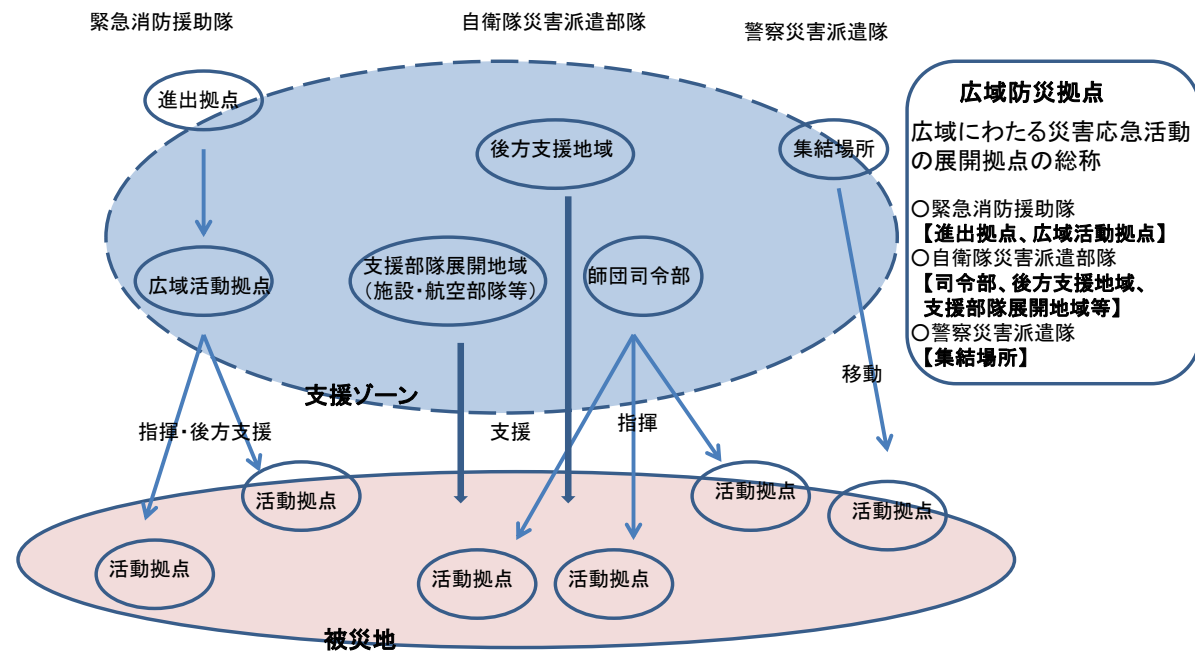 緊急消防援助隊
自衛隊災害派遣部隊
警察災害派遣隊
進出拠点
後方支援地域
集結場所
広域活動拠点
支援部隊展開地域
(施設・航空部隊等)
師団司令部
支援ゾーン
移動
指揮・後方支援
支援
指揮
活動拠点
活動拠点
活動拠点
活動拠点
活動拠点
活動拠点
被災地
広域防災拠点
広域にわたる災害応急活動
の展開拠点の総称
○緊急消防援助隊
【進出拠点、広域活動拠点】
○自衛隊災害派遣部隊
【司令部、後方支援地域、
支援部隊展開地域等】
○警察災害派遣隊
【集結場所】